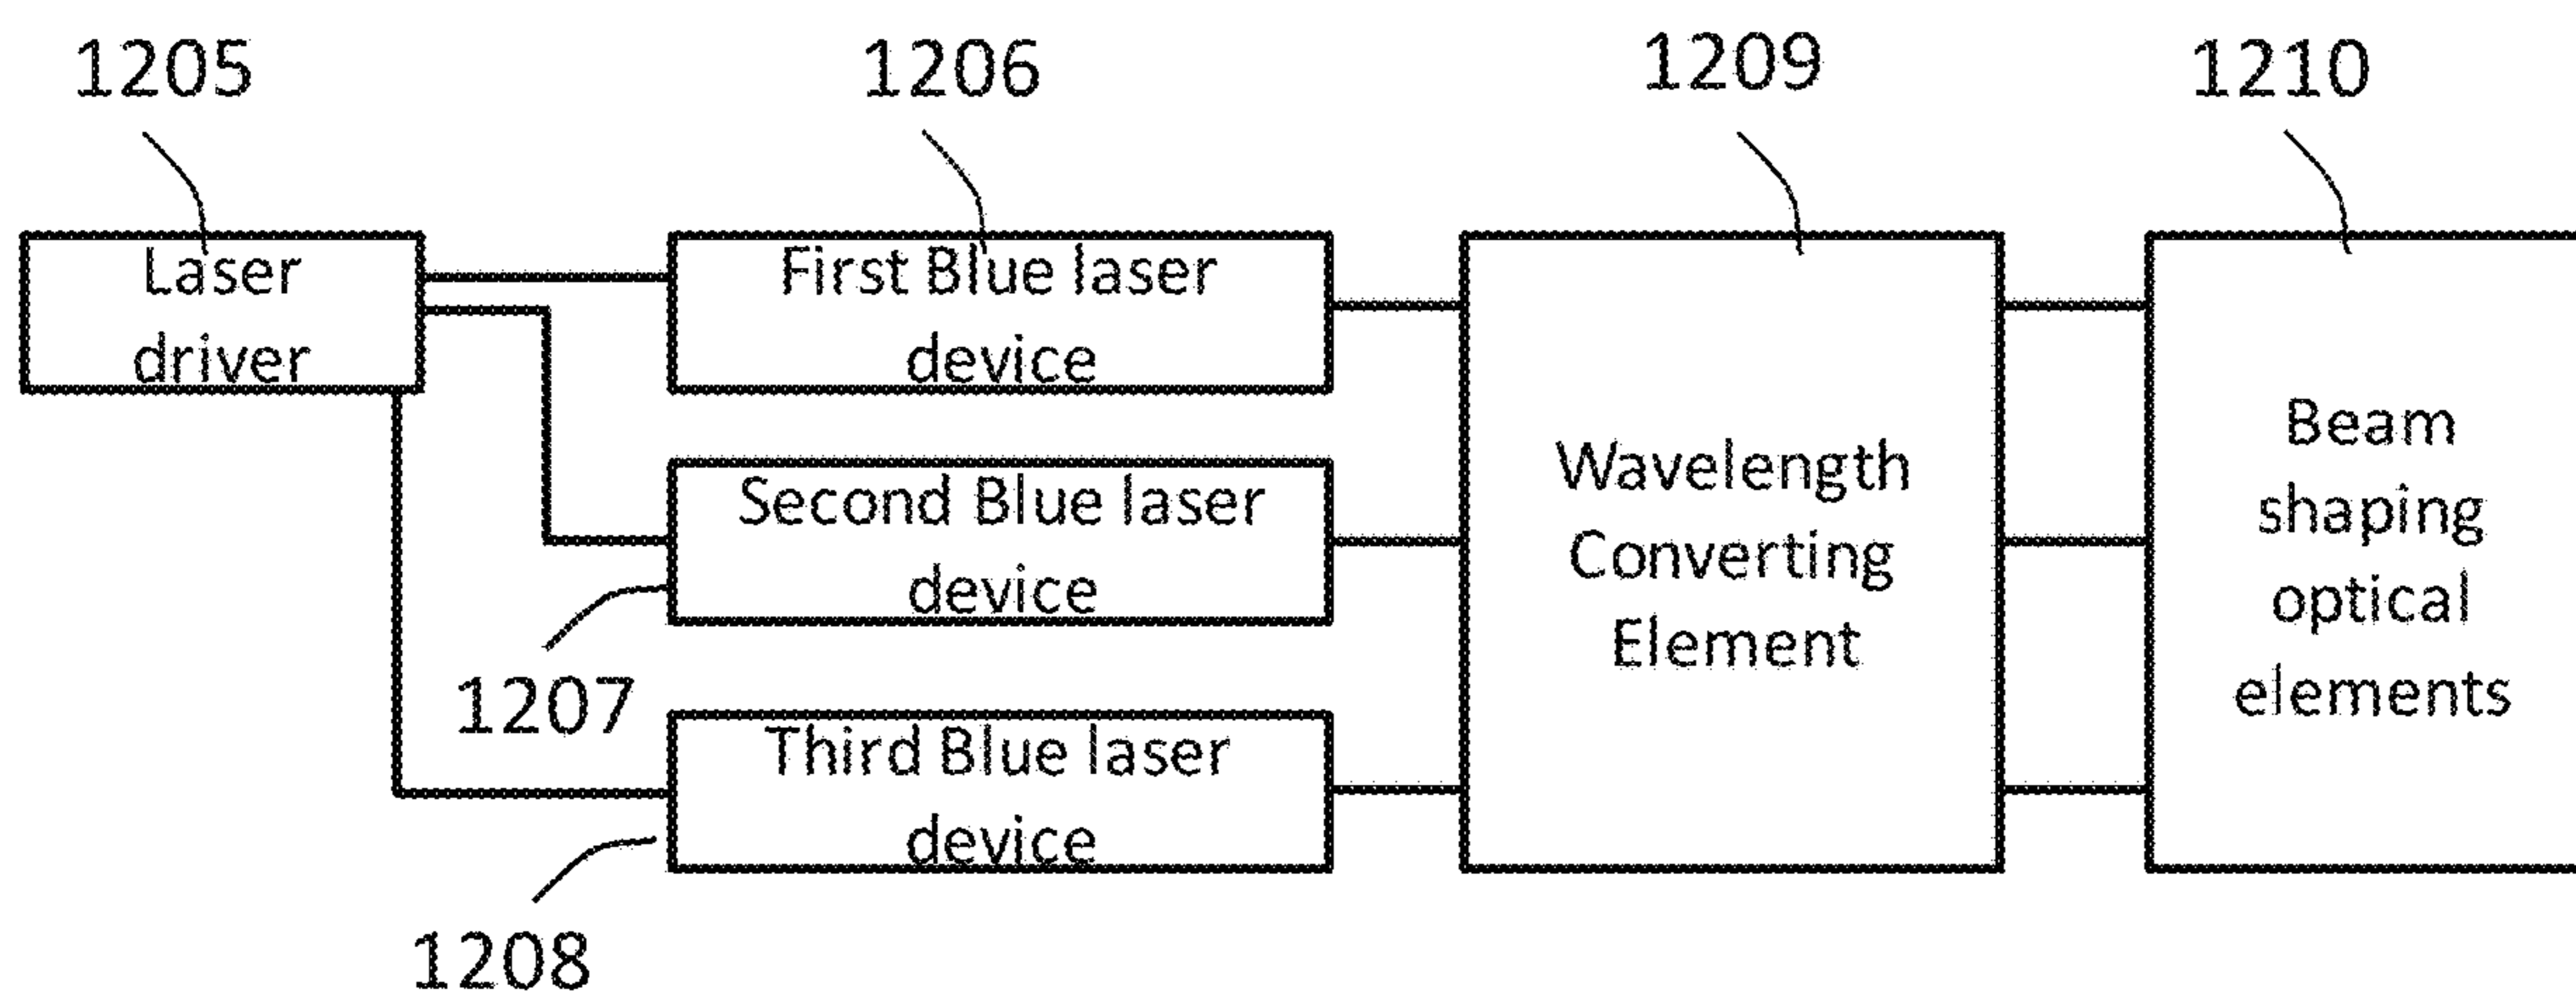 1205
1206
1209
1210
Laser
driver
First Blue laser
device
Second Blue laser
device
1207
Third Blue laser
device
1208
Wavelength
Converting
Element
Beam
shaping
optical
elements